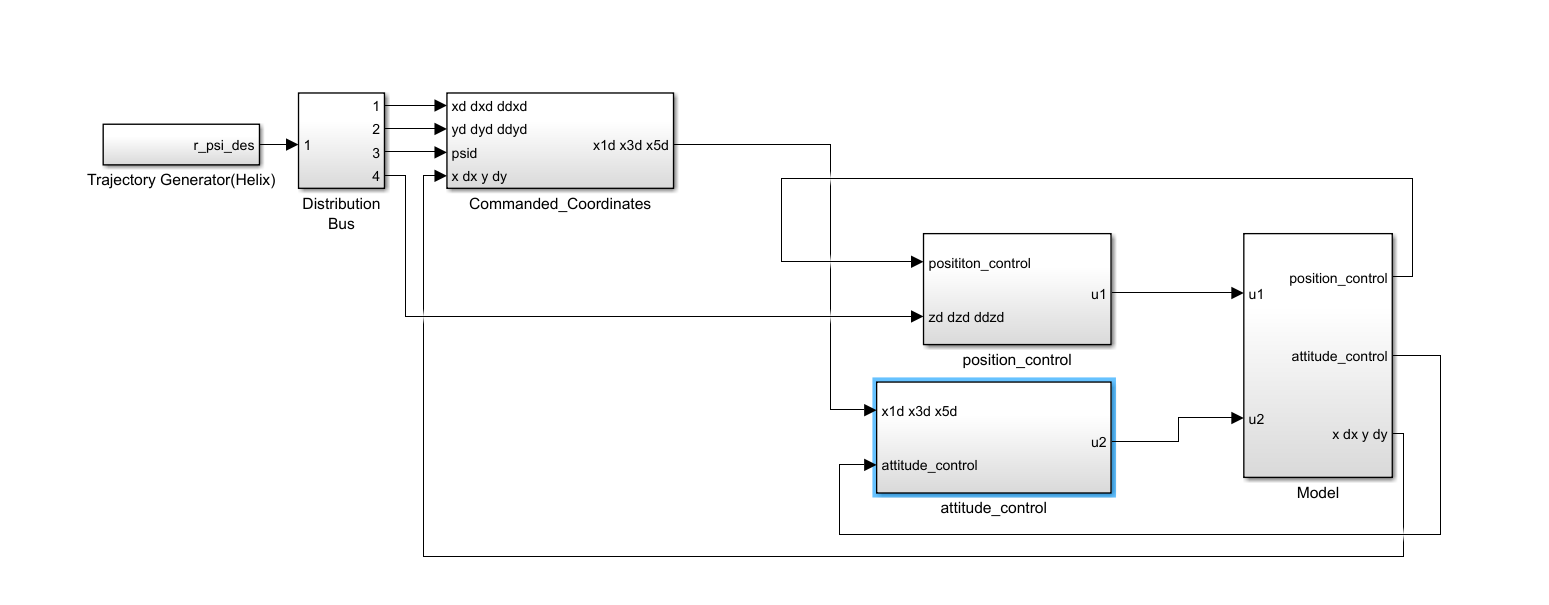 r_psi_des
Trajectory Generator(Helix)
1
1
2
3
4
Distribution
Bus
xd dxd ddxd
yd dyd ddyd
psid
x dx y dy
x1d x3d x5d
Commanded_Coordinates
posititon_control
zd dzd ddzd
u1
position_control
x1d x3d x5d
attitude_control
u2
attitude_control
u1
u2
position_control
attitude_control
x dx y dy
Model